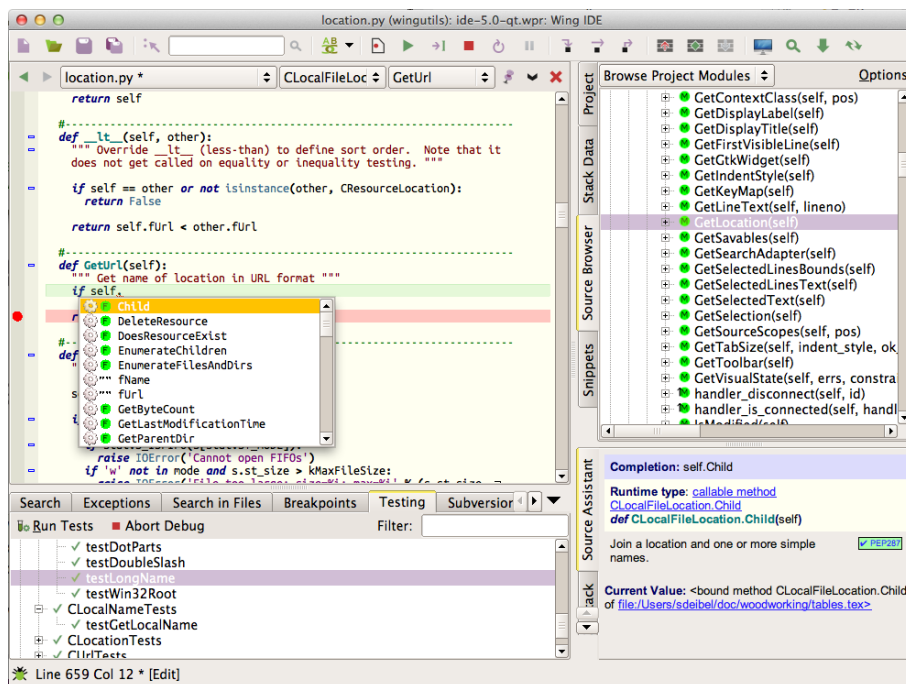 location.py (wingutils): ide-5.0-qt.wpr: Wing IDE
location.py *
CLocalFileLoc
GetUrl
return self
#----------------------------------------------------------------------
def __lt__(self, other):
""" Override __lt__ (less-than) to define sort order.  Note that it
does not get called on equality or inequality testing. """
if self == other or not isinstance(other, CResourceLocation):
return False
return self.fUrl < other.fUrl
#----------------------------------------------------------------------
def GetUrl(self):
""" Get name of location in URL format """
if self.
Child
DeleteResource
DoesResourceExist
EnumerateChildren
EnumerateFilesAndDirs
fName
fUrl
GetByteCount
GetLastModificationTime
GetParentDir
raise IOError('Cannot open FIFOs')
if 'w' not in mode and s.st_size > kMaxFileSize:
Project
Stack Data
Source Browser
Snippets
Browse Project Modules
Options
GetContextClass(self, pos)
GetDisplayLabel(self)
GetDisplayTitle(self)
GetFirstVisibleLine(self)
GetGtkWidget(self)
GetIndentStyle(self)
GetKeyMap(self)
GetLineText(self, lineno)
GetLocation(self)
GetSavables(self)
GetSearchAdapter(self)
GetSelectedLinesBounds(self)
GetSelectedLinesText(self)
GetSelectedText(self)
GetSelection(self)
GetSourceScopes(self, pos)
GetTabSize(self, indent_style, ok_
GetToolbar(self)
GetVisualState(self, errs, constrai
handler_disconnect(self, id)
handler_is_connected(self, handl
Search
Exceptions
Search in Files
Breakpoints
Testing
Subversion
Run Tests
Abort Debug
Filter:
testDotParts
testDoubleSlash
testLongName
testWin32Root
CLocalNameTests
testGetLocalName
CLocationTests
CUrlTests
Source Assistant
Completion: self.Child
Runtime type: callable method
CLocalFileLocation.Child
def CLocalFileLocation.Child(self)
Join a location and one or more simple
names.
PEP287
Current Value: <bound method CLocalFileLocation.Child
of file:/Users/sdeibel/doc/woodworking/tables.tex>
Line 659 Col 12 * [Edit]